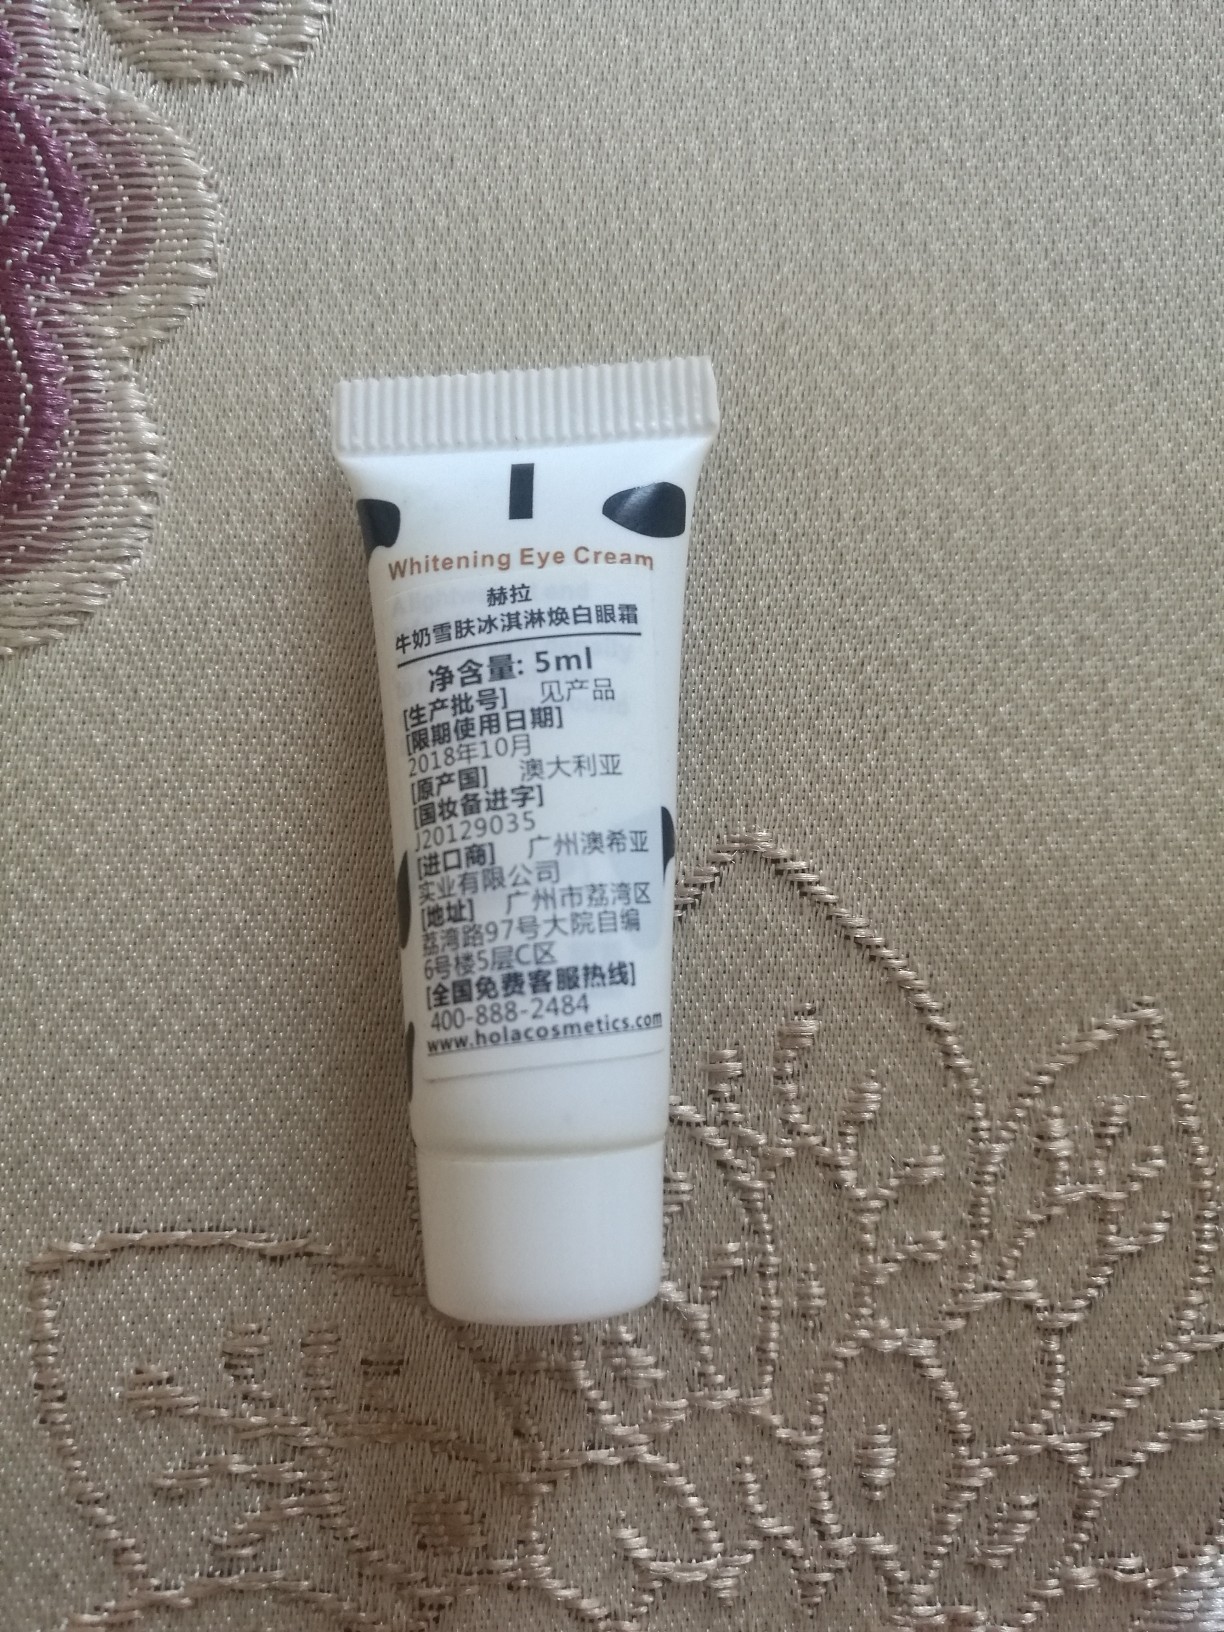 Whitening Eye Cream
赫拉
牛奶雪肤冰淇淋焕白眼霜
净含量: 5ml
[生产批号] 见产品
[限期使用日期]
2018年10月
[原产国] 澳大利亚
[国妆备进字]
J20129035
[进口商] 广州澳希亚
实业有限公司
[地址] 广州市荔湾区
荔湾路97号大院自编
6号楼5层C区
[全国免费客服热线]
400-888-2484
www.holacosmetics.com